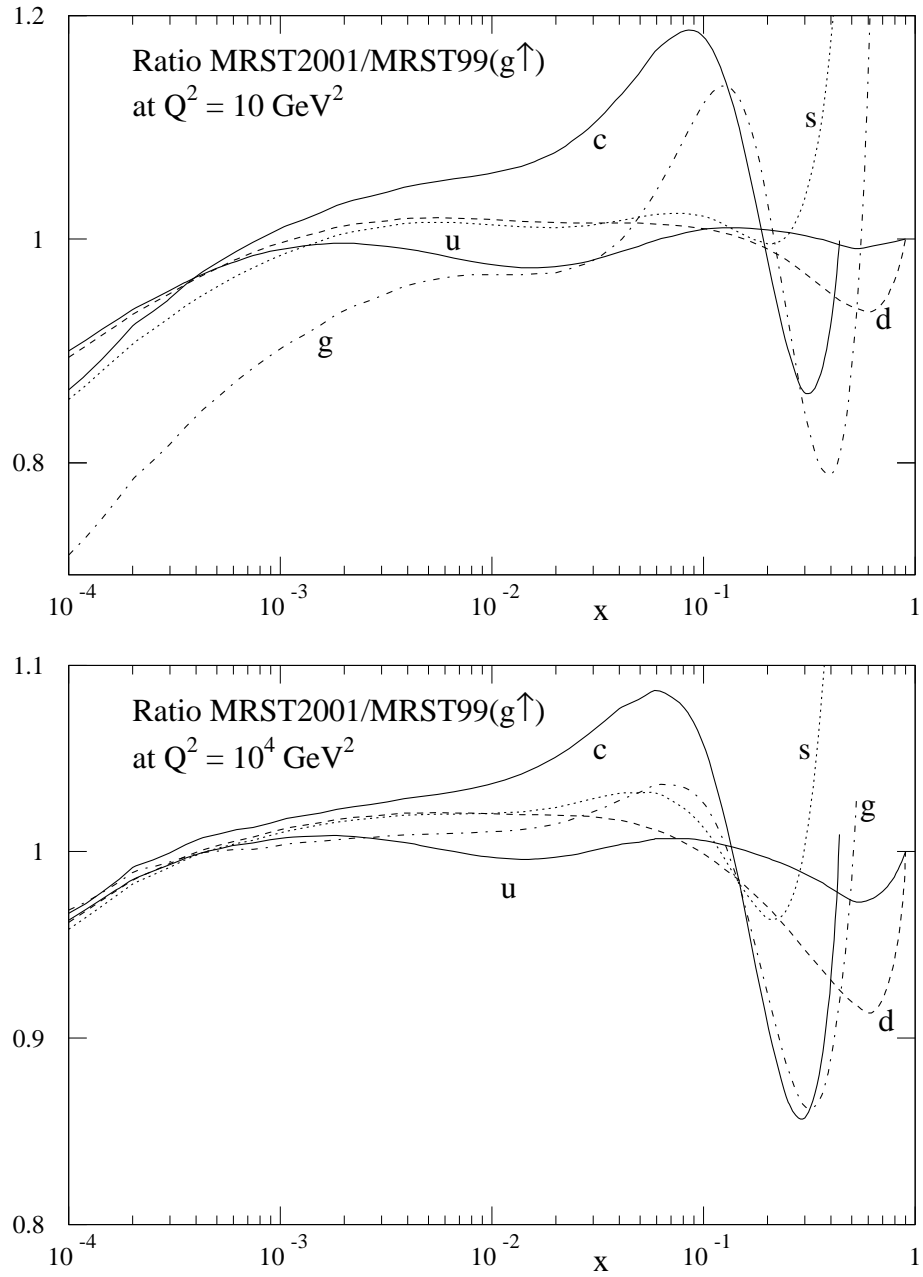 1.2
Ratio MRST2001/MRST99(g↑)
at Q² = 10 GeV²
s
c
1
u
d
g
0.8
10⁻⁴ 10⁻³ 10⁻² x 10⁻¹ 1
1.1
Ratio MRST2001/MRST99(g↑)
at Q² = 10⁴ GeV²
c s
g
1
u
0.9
d
0.8
10⁻⁴ 10⁻³ 10⁻² x 10⁻¹ 1